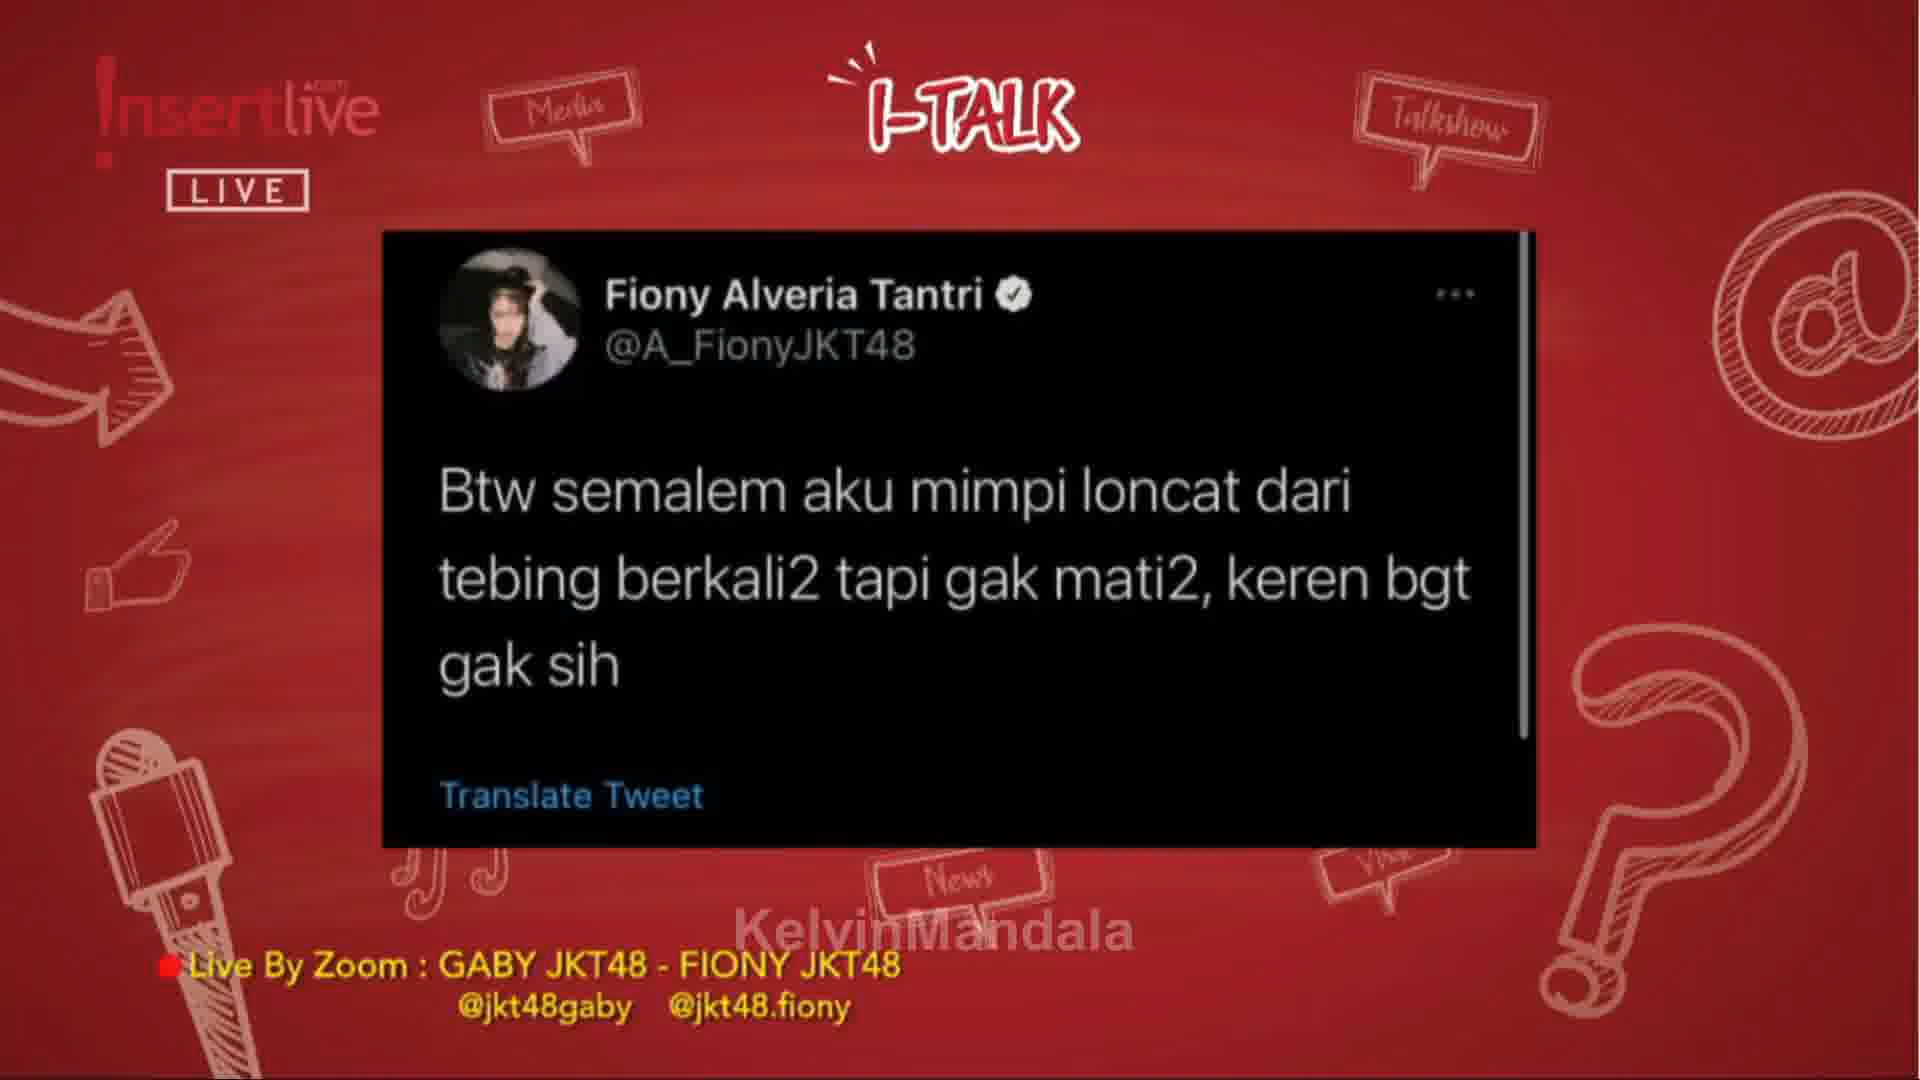 Insertlive
.com
LIVE
Media
I-TALK
Talkshow
Fiony Alveria Tantri
@A_FionyJKT48
Btw semalem aku mimpi loncat dari
tebing berkali2 tapi gak mati2, keren bgt
gak sih
Translate Tweet
News
KelvinMandala
Live By Zoom : GABY JKT48 - FIONY JKT48
@jkt48gaby @jkt48.fiony